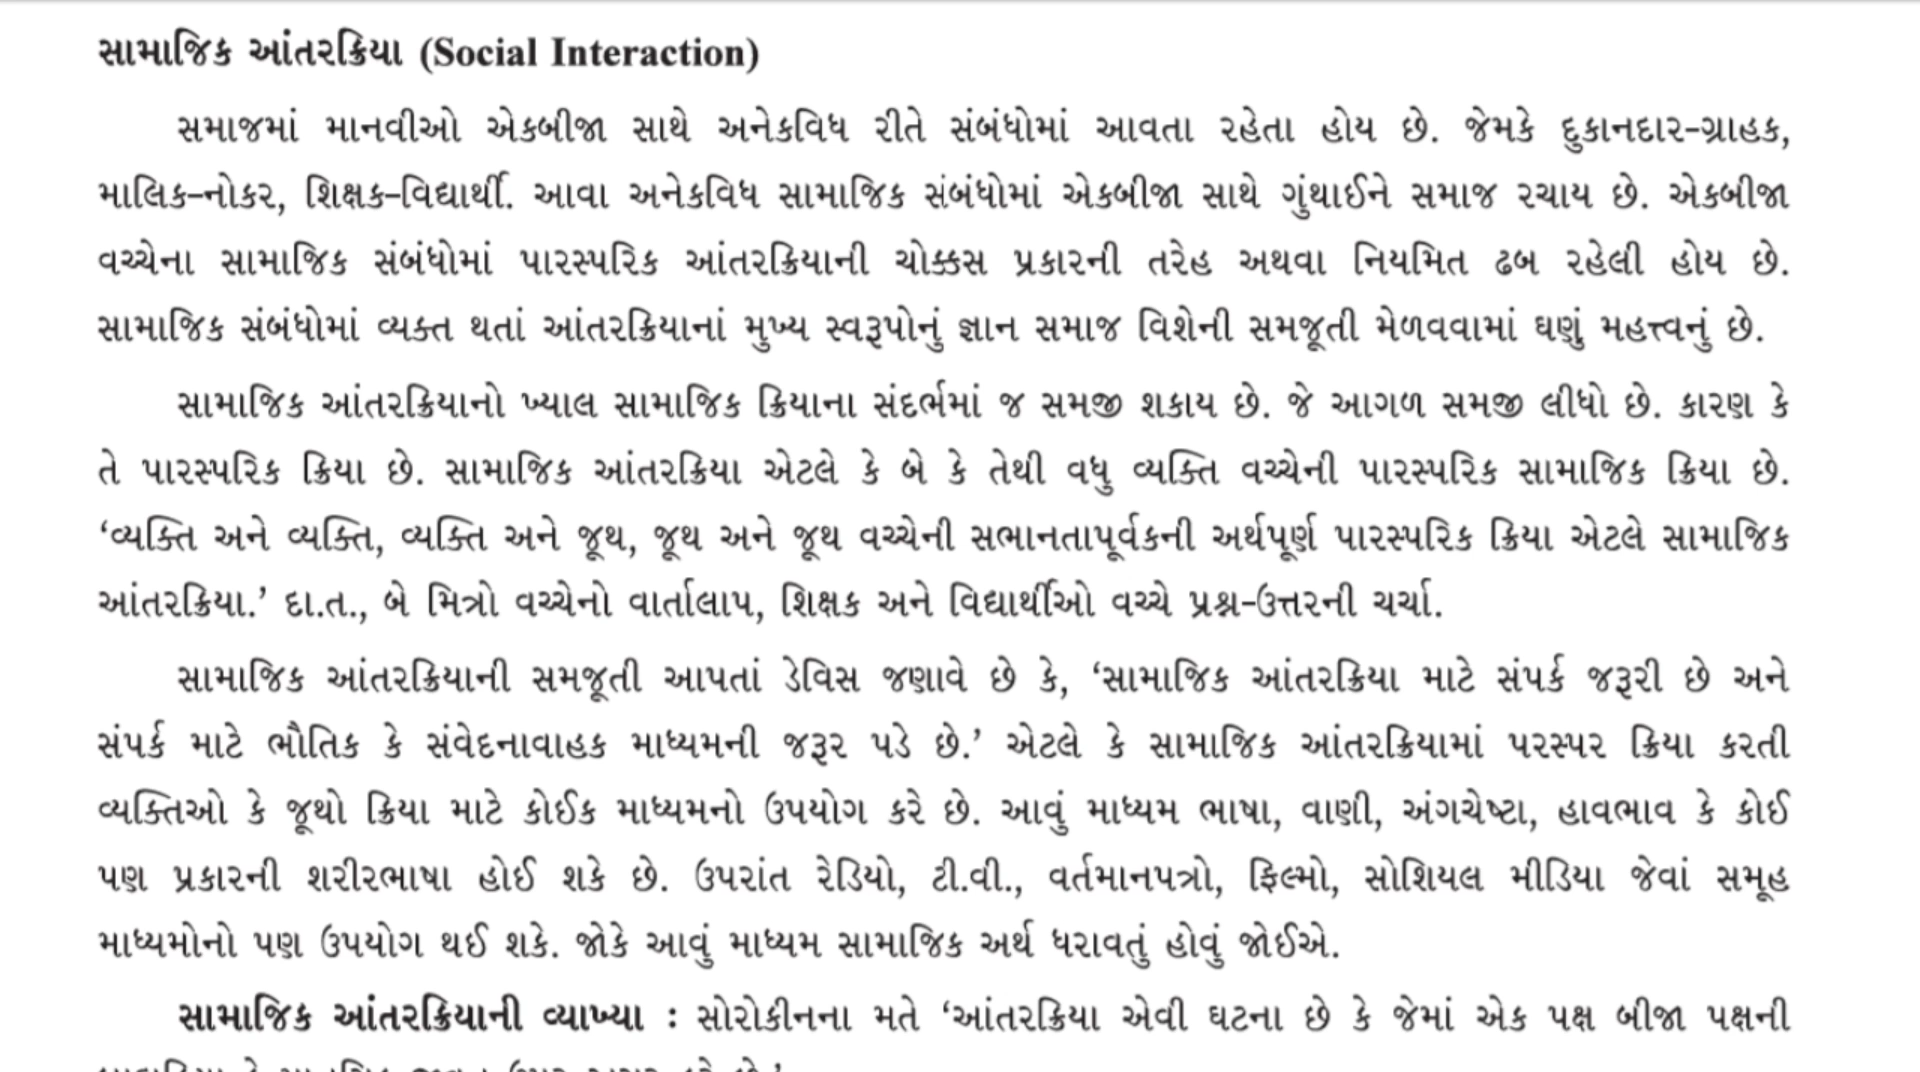 સામાજિક આંતરક્રિયા (Social Interaction)
સમાજમાં માનવીઓ એકબીજા સાથે અનેકવિધ રીતે સંબંધોમાં આવતા રહેતા હોય છે. જેમકે દુકાનદાર-ગ્રાહક,
માલિક-નોકર, શિક્ષક-વિદ્યાર્થી. આવા અનેકવિધ સામાજિક સંબંધોમાં એકબીજા સાથે ગુંથાઈને સમાજ રચાય છે. એકબીજા
વચ્ચેના સામાજિક સંબંધોમાં પારસ્પરિક આંતરક્રિયાની ચોક્કસ પ્રકારની તરેહ અથવા નિયમિત ઢબ રહેલી હોય છે.
સામાજિક સંબંધોમાં વ્યક્ત થતાં આંતરક્રિયાનાં મુખ્ય સ્વરૂપોનું જ્ઞાન સમાજ વિશેની સમજૂતી મેળવવામાં ઘણું મહત્ત્વનું છે.
સામાજિક આંતરક્રિયાનો ખ્યાલ સામાજિક ક્રિયાના સંદર્ભમાં જ સમજી શકાય છે. જે આગળ સમજી લીધો છે. કારણ કે
તે પારસ્પરિક ક્રિયા છે. સામાજિક આંતરક્રિયા એટલે કે બે કે તેથી વધુ વ્યક્તિ વચ્ચેની પારસ્પરિક સામાજિક ક્રિયા છે.
‘વ્યક્તિ અને વ્યક્તિ, વ્યક્તિ અને જૂથ, જૂથ અને જૂથ વચ્ચેની સભાનતાપૂર્વકની અર્થપૂર્ણ પારસ્પરિક ક્રિયા એટલે સામાજિક
આંતરક્રિયા.’ દા.ત., બે મિત્રો વચ્ચેનો વાર્તાલાપ, શિક્ષક અને વિદ્યાર્થીઓ વચ્ચે પ્રશ્ન-ઉત્તરની ચર્ચા.
સામાજિક આંતરક્રિયાની સમજૂતી આપતાં ડેવિસ જણાવે છે કે, ‘સામાજિક આંતરક્રિયા માટે સંપર્ક જરૂરી છે અને
સંપર્ક માટે ભૌતિક કે સંવેદનાવાહક માધ્યમની જરૂર પડે છે.’ એટલે કે સામાજિક આંતરક્રિયામાં પરસ્પર ક્રિયા કરતી
વ્યક્તિઓ કે જૂથો ક્રિયા માટે કોઈક માધ્યમનો ઉપયોગ કરે છે. આવું માધ્યમ ભાષા, વાણી, અંગચેષ્ટા, હાવભાવ કે કોઈ
પણ પ્રકારની શરીરભાષા હોઈ શકે છે. ઉપરાંત રેડિયો, ટી.વી., વર્તમાનપત્રો, ફિલ્મો, સોશિયલ મીડિયા જેવાં સમૂહ
માધ્યમોનો પણ ઉપયોગ થઈ શકે. જોકે આવું માધ્યમ સામાજિક અર્થ ધરાવતું હોવું જોઈએ.
સામાજિક આંતરક્રિયાની વ્યાખ્યા : સોરોકીનના મતે ‘આંતરક્રિયા એવી ઘટના છે કે જેમાં એક પક્ષ બીજા પક્ષની